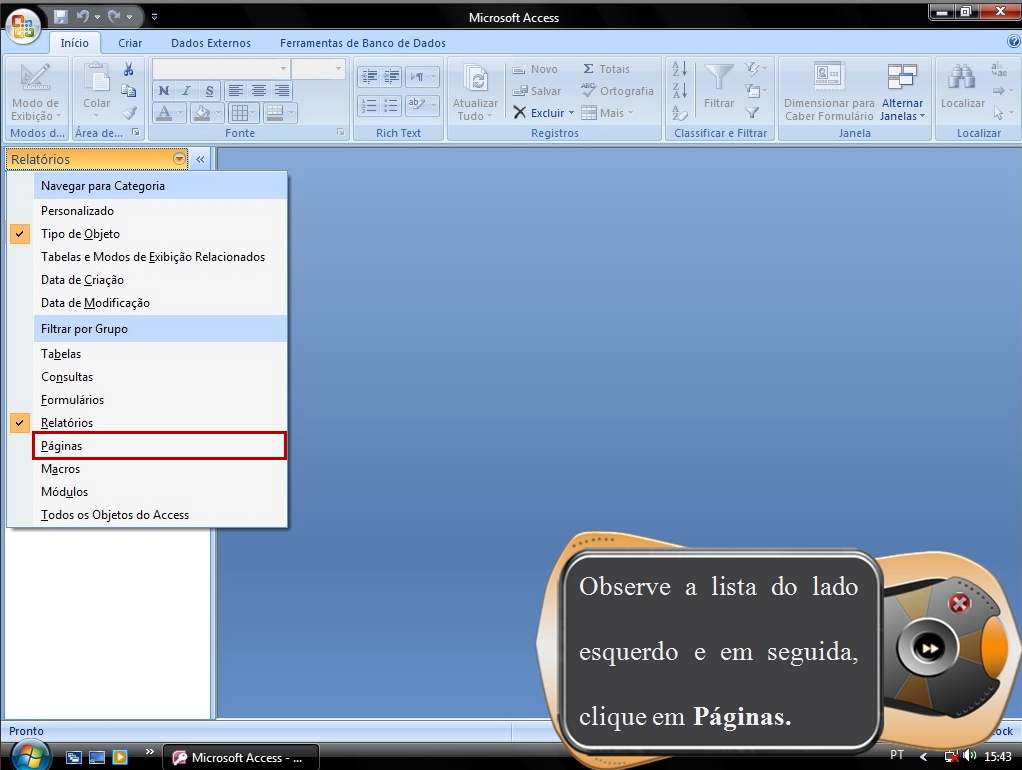 Microsoft Access
Início Criar Dados Externos Ferramentas de Banco de Dados
Modo de Exibição
Modos d...
Colar
Área de...
N I S
A
Fonte
ab
Rich Text
Atualizar Tudo
Novo
Salvar
Excluir
Σ Totais
Ortografia
Mais
Registros
Filtrar
Classificar e Filtrar
Dimensionar para Caber Formulário
Alternar Janelas
Janela
Localizar
Localizar
Relatórios «
Navegar para Categoria
Personalizado
Tipo de Objeto
Tabelas e Modos de Exibição Relacionados
Data de Criação
Data de Modificação
Filtrar por Grupo
Tabelas
Consultas
Formulários
Relatórios
Páginas
Macros
Módulos
Todos os Objetos do Access
Observe a lista do lado
esquerdo e em seguida,
clique em Páginas.
Pronto
ock
» Microsoft Access - ...
PT
15:43